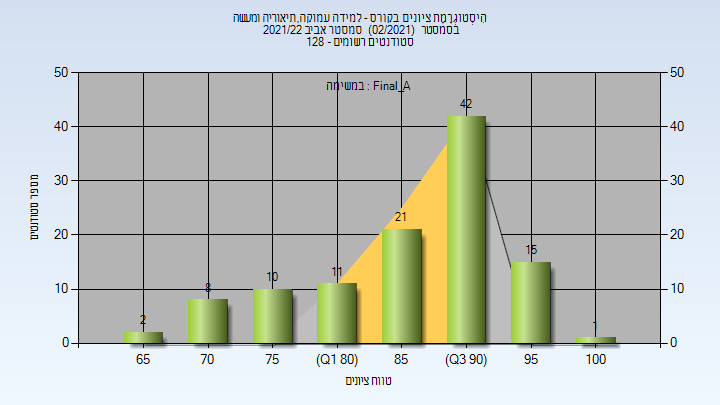 היסטוגרמת ציונים בקורס - למידה עמוקה,תיאוריה ומעשה
בסמסטר (02/2021) סמסטר אביב 2021/22
סטודנטים רשומים - 128
במשימה : Final_A
50 50
40 40
30 30
20 20
10 10
0 0
2 8 10 11 21 42 15 1
65 70 75 (Q1 80) 85 (Q3 90) 95 100
מספר סטודנטים
טווח ציונים